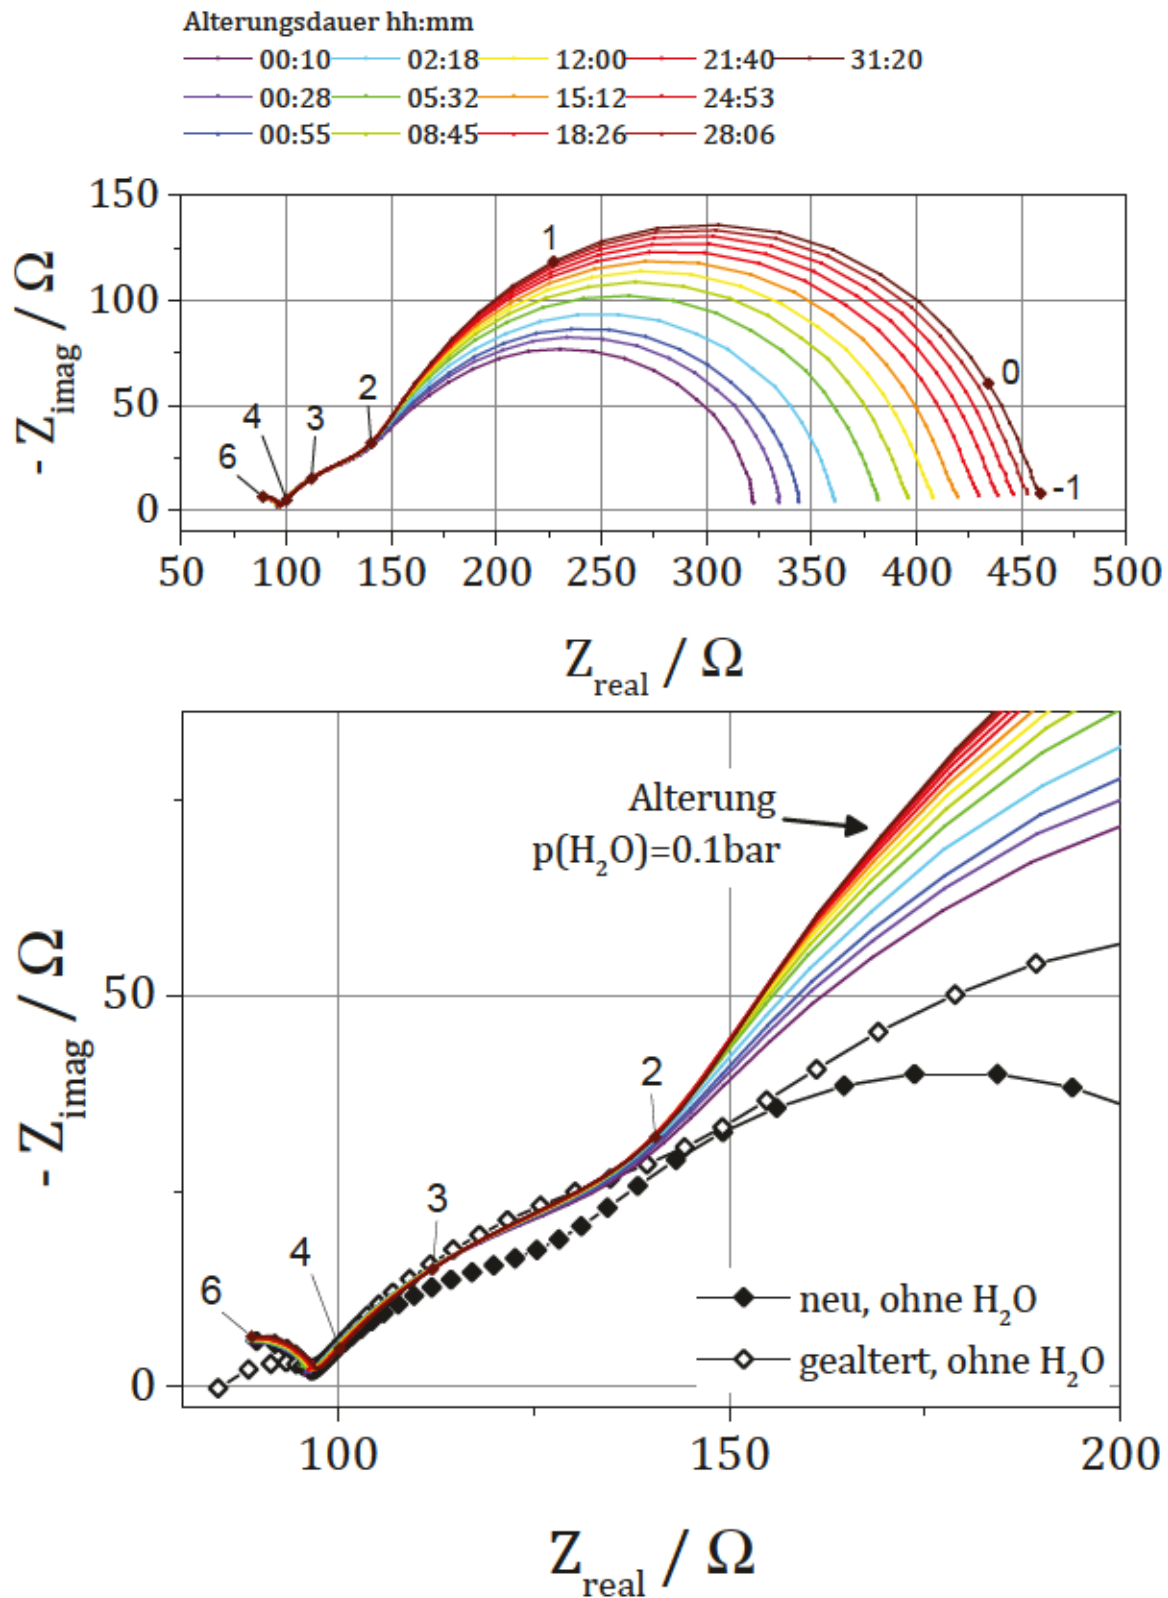 Alterungsdauer hh:mm
00:10 02:18 12:00 21:40 31:20
00:28 05:32 15:12 24:53
00:55 08:45 18:26 28:06
150
100
50
0
- Z_imag / Ω
1
0
2
3
4
6
-1
50 100 150 200 250 300 350 400 450 500
Z_real / Ω
Alterung
p(H₂O)=0.1bar
50
0
- Z_imag / Ω
2
3
4
6
neu, ohne H₂O
gealtert, ohne H₂O
100 150 200
Z_real / Ω